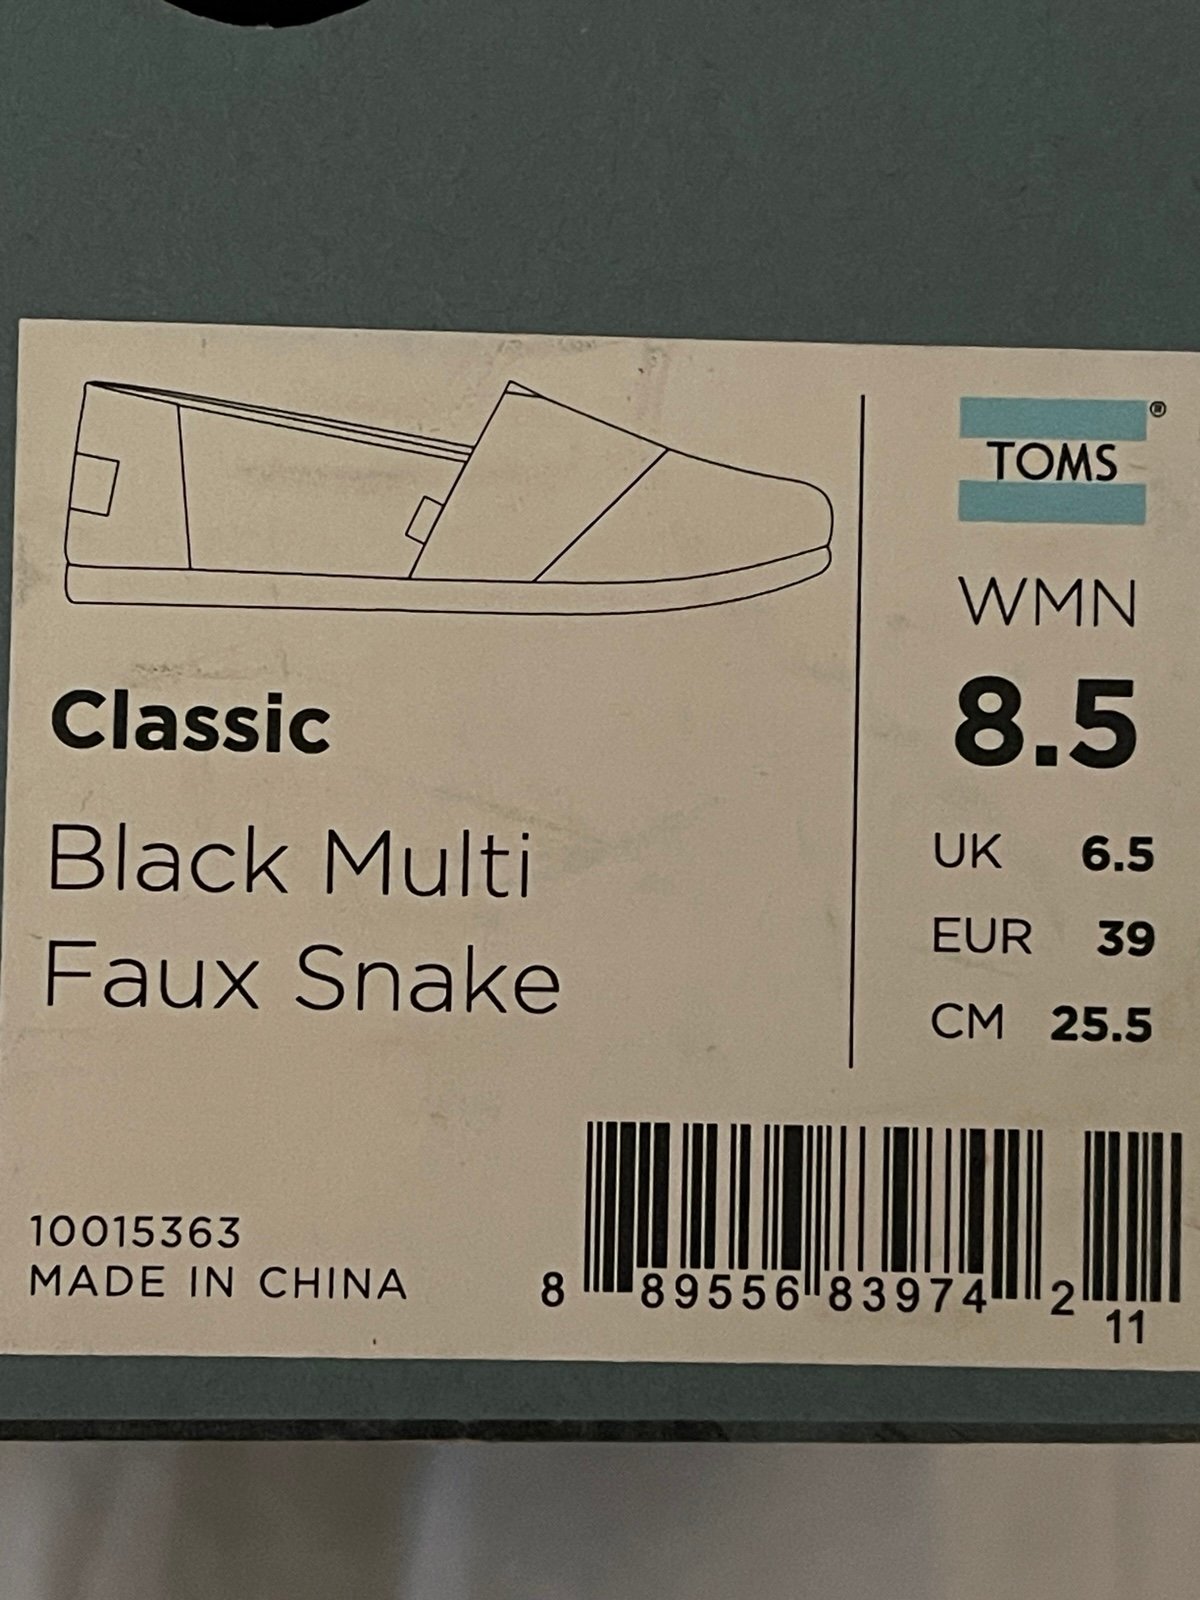 TOMS®
WMN
8.5
UK 6.5
EUR 39
CM 25.5
Classic
Black Multi
Faux Snake
10015363
MADE IN CHINA
8 89556 83974 2
11